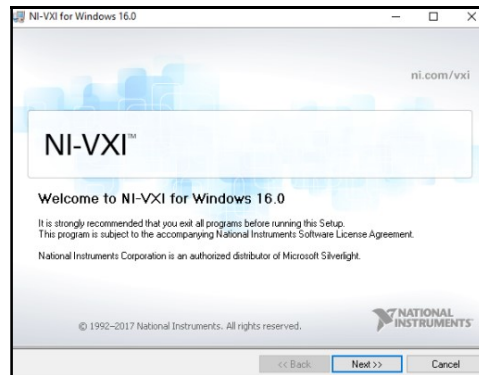 NI-VXI for Windows 16.0
ni.com/vxi
NI-VXI™
Welcome to NI-VXI for Windows 16.0
It is strongly recommended that you exit all programs before running this Setup.
This program is subject to the accompanying National Instruments Software License Agreement.
National Instruments Corporation is an authorized distributor of Microsoft Silverlight.
© 1992–2017 National Instruments. All rights reserved.
NATIONAL
INSTRUMENTS
<< Back
Next >>
Cancel